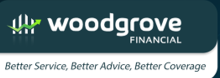 woodgrove
FINANCIAL
Better Service, Better Advice, Better Coverage